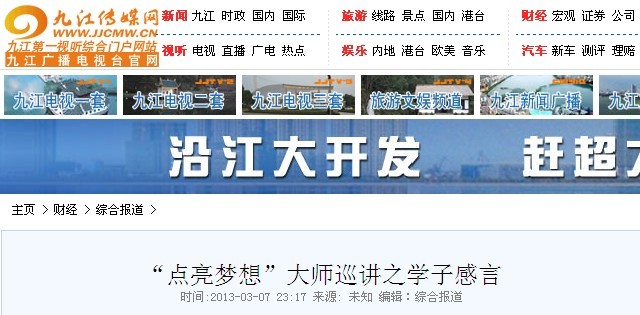 九江传媒网
WWW.JJCMW.CN
九江第一视听综合门户网站
九江广播电视台官网
新闻 九江 时政 国内 国际
旅游 线路 景点 国内 港台
财经 宏观 证券 公司
视听 电视 直播 广电 热点
娱乐 内地 港台 欧美 音乐
汽车 新车 测评 理赔
九江电视一套
九江电视二套
九江电视三套
旅游文娱频道
九江新闻广播
九江
沿江大开发 赶超
主页 > 财经 > 综合报道 >
“点亮梦想”大师巡讲之学子感言
时间:2013-03-07 23:17 来源: 未知 编辑：综合报道